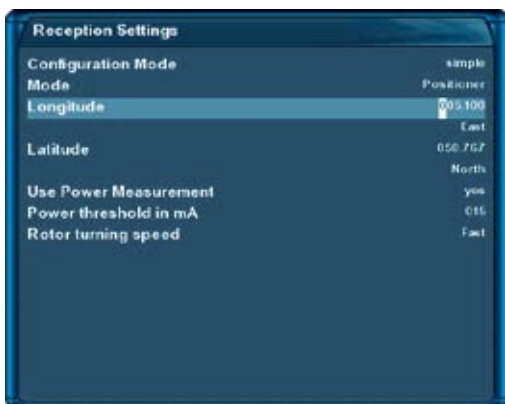 Reception Settings
Configuration Mode simple
Mode Positioner
Longitude 005.100
East
Latitude 050.767
North
Use Power Measurement yes
Power threshold in mA 015
Rotor turning speed Fast